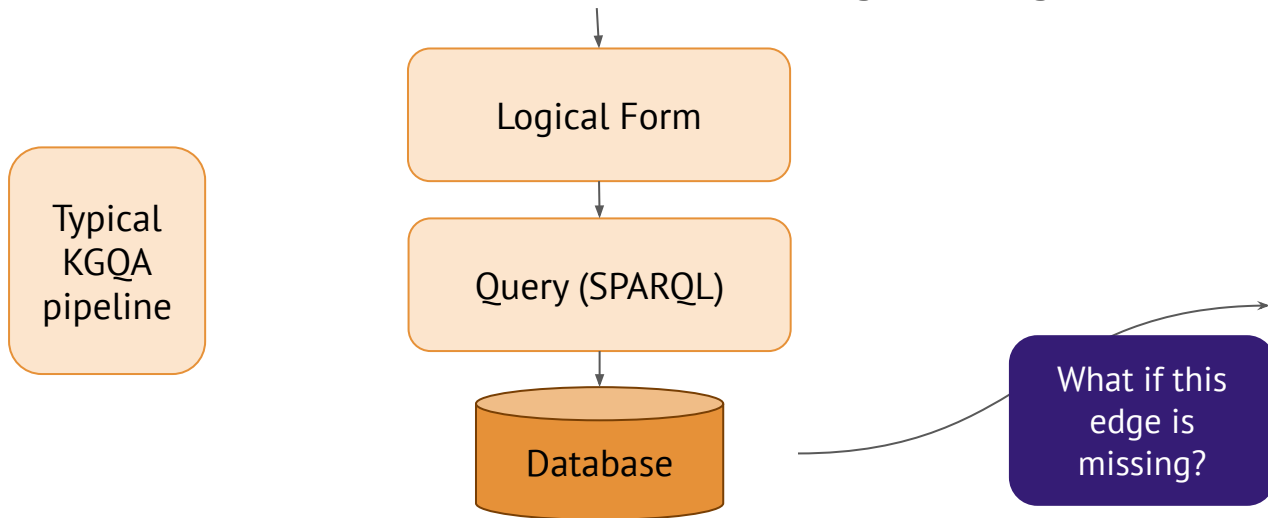 Logical Form
Typical
KGQA
pipeline
Query (SPARQL)
What if this
edge is
missing?
Database